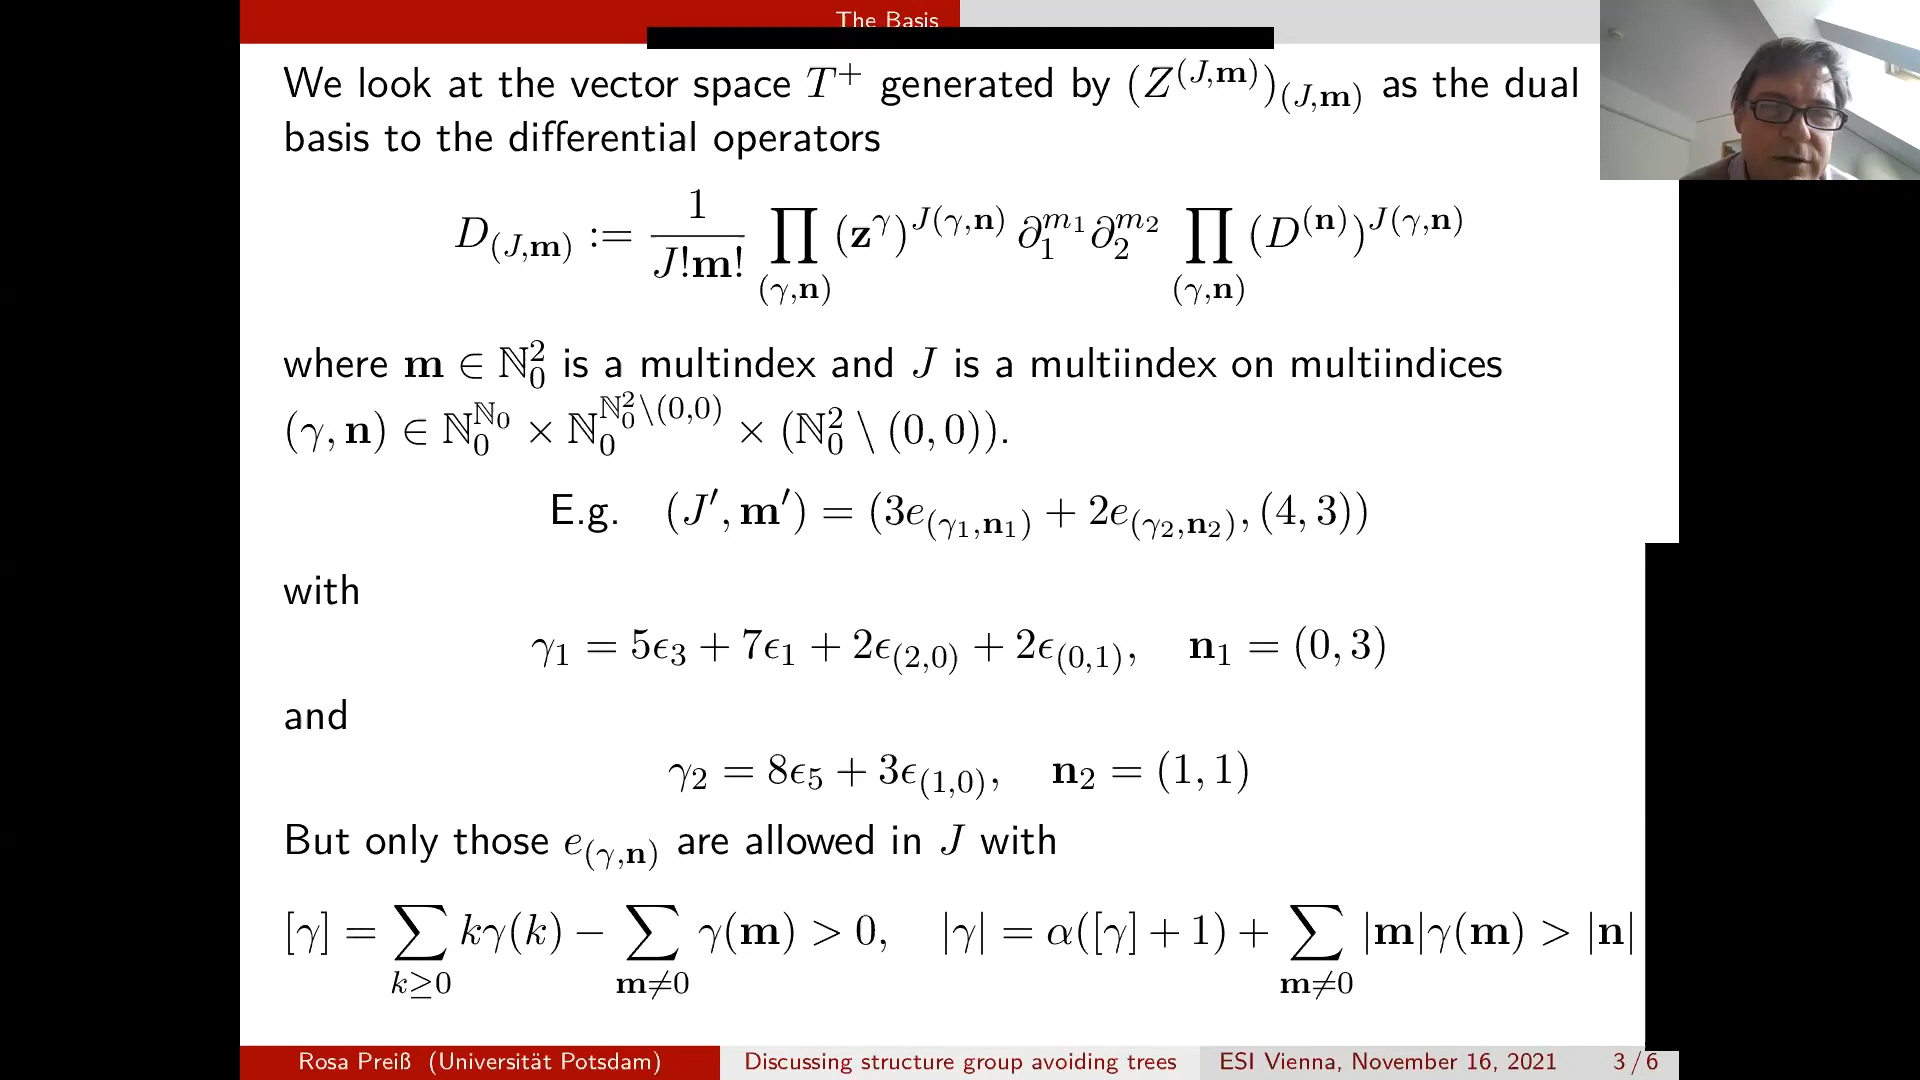 The Basis
We look at the vector space T⁺ generated by (Z^{(J,𝐦)})_{(J,𝐦)} as the dual
basis to the differential operators
D_{(J,𝐦)} := \frac{1}{J!𝐦!} ∏_{(γ,𝐧)} (𝐳^γ)^{J(γ,𝐧)} ∂_1^{m_1} ∂_2^{m_2} ∏_{(γ,𝐧)} (D^{(𝐧)})^{J(γ,𝐧)}
where 𝐦 ∈ ℕ_0^2 is a multindex and J is a multiindex on multiindices
(γ, 𝐧) ∈ ℕ_0^{ℕ_0} × ℕ_0^{ℕ_0^2∖(0,0)} × (ℕ_0^2 ∖ (0, 0)).
E.g. (J′, 𝐦′) = (3e_{(γ_1,𝐧_1)} + 2e_{(γ_2,𝐧_2)}, (4, 3))
with
γ_1 = 5ϵ_3 + 7ϵ_1 + 2ϵ_{(2,0)} + 2ϵ_{(0,1)}, 𝐧_1 = (0, 3)
and
γ_2 = 8ϵ_5 + 3ϵ_{(1,0)}, 𝐧_2 = (1, 1)
But only those e_{(γ,𝐧)} are allowed in J with
[γ] = ∑_{k≥0} kγ(k) − ∑_{𝐦≠0} γ(𝐦) > 0, |γ| = α([γ] + 1) + ∑_{𝐦≠0} |𝐦|γ(𝐦) > |𝐧|
Rosa Preiß (Universität Potsdam) Discussing structure group avoiding trees ESI Vienna, November 16, 2021 3 / 6